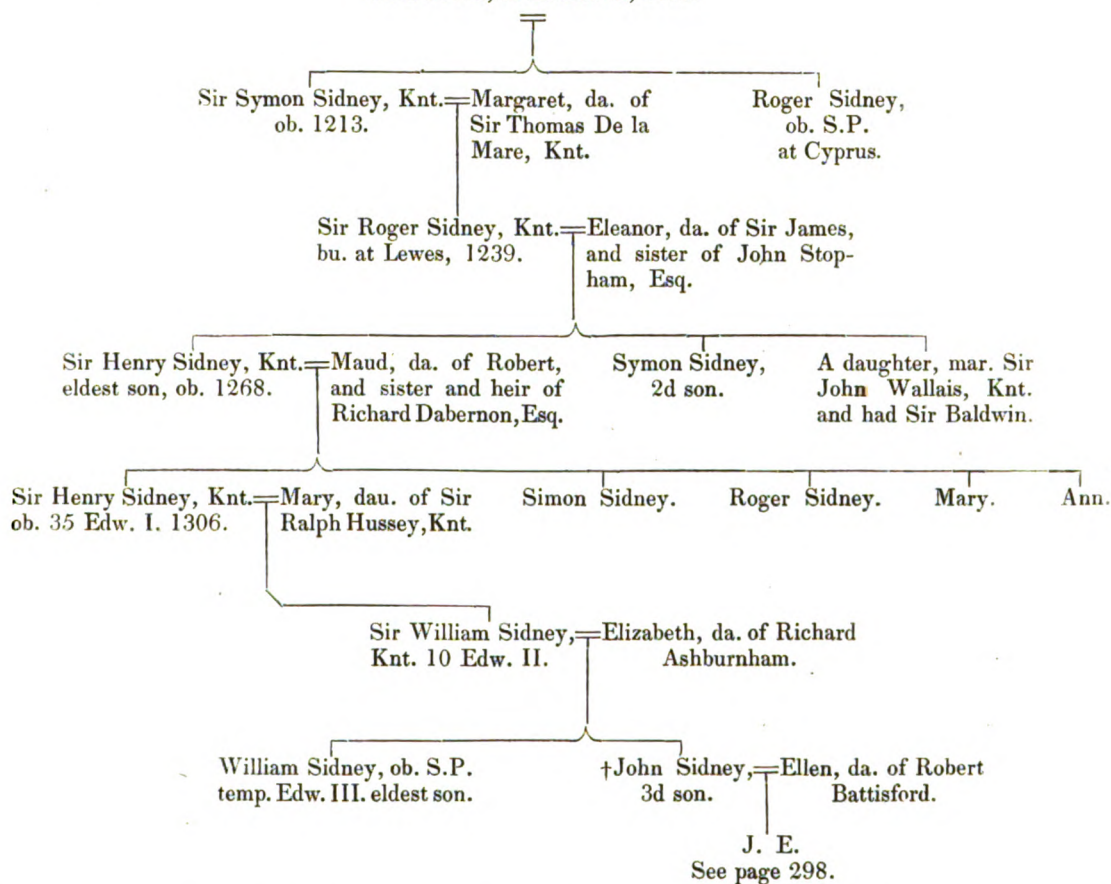 Sir Symon Sidney, Knt.
ob. 1213.
Margaret, da. of
Sir Thomas De la
Mare, Knt.
Roger Sidney,
ob. S.P.
at Cyprus.
Sir Roger Sidney, Knt.
bu. at Lewes, 1239.
Eleanor, da. of Sir James,
and sister of John Stop-
ham, Esq.
Sir Henry Sidney, Knt.
eldest son, ob. 1268.
Maud, da. of Robert,
and sister and heir of
Richard Dabernon, Esq.
Symon Sidney,
2d son.
A daughter, mar. Sir
John Wallais, Knt.
and had Sir Baldwin.
Sir Henry Sidney, Knt.
ob. 35 Edw. I. 1306.
Mary, dau. of Sir
Ralph Hussey, Knt.
Simon Sidney.
Roger Sidney.
Mary.
Ann.
Sir William Sidney,
Knt. 10 Edw. II.
Elizabeth, da. of Richard
Ashburnham.
William Sidney, ob. S.P.
temp. Edw. III. eldest son.
†John Sidney,
3d son.
Ellen, da. of Robert
Battisford.
J. E.
See page 298.